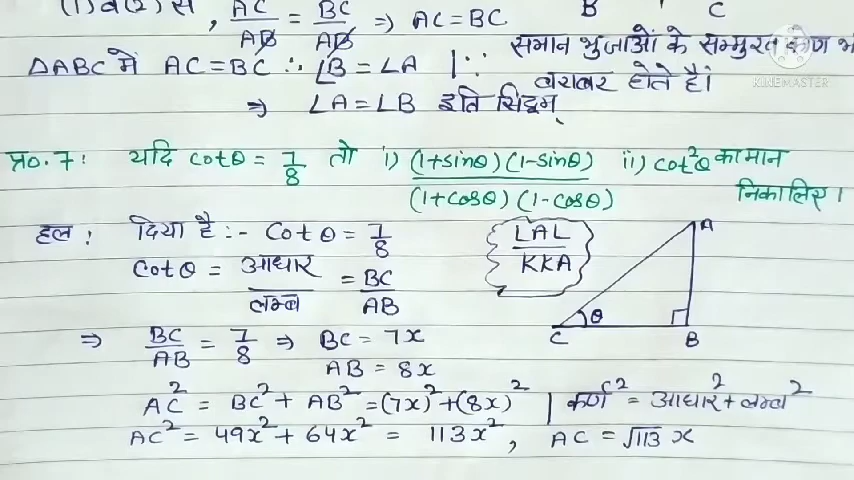 (1) व (2) से, AC/AB = BC/AB ⇒ AC = BC
B C
ΔABC में AC = BC ∴ ∠B = ∠A | ∵ समान भुजाओं के सम्मुख कोण
बराबर होते हैं।
⇒ ∠A = ∠B इति सिद्धम्
KINEMASTER
प्र०. 7: यदि cotθ = 7/8 तो i) (1+sinθ)(1-sinθ)/(1+cosθ)(1-cosθ) ii) cot²θ का मान
निकालिए।
हल: दिया है:- cotθ = 7/8
cotθ = आधार/लम्ब = BC/AB
LAL/KKA
A
θ
C B
⇒ BC/AB = 7/8 ⇒ BC = 7x
AB = 8x
AC² = BC² + AB² = (7x)² + (8x)² | कर्ण² = आधार² + लम्ब²
AC² = 49x² + 64x² = 113x², AC = √113 x